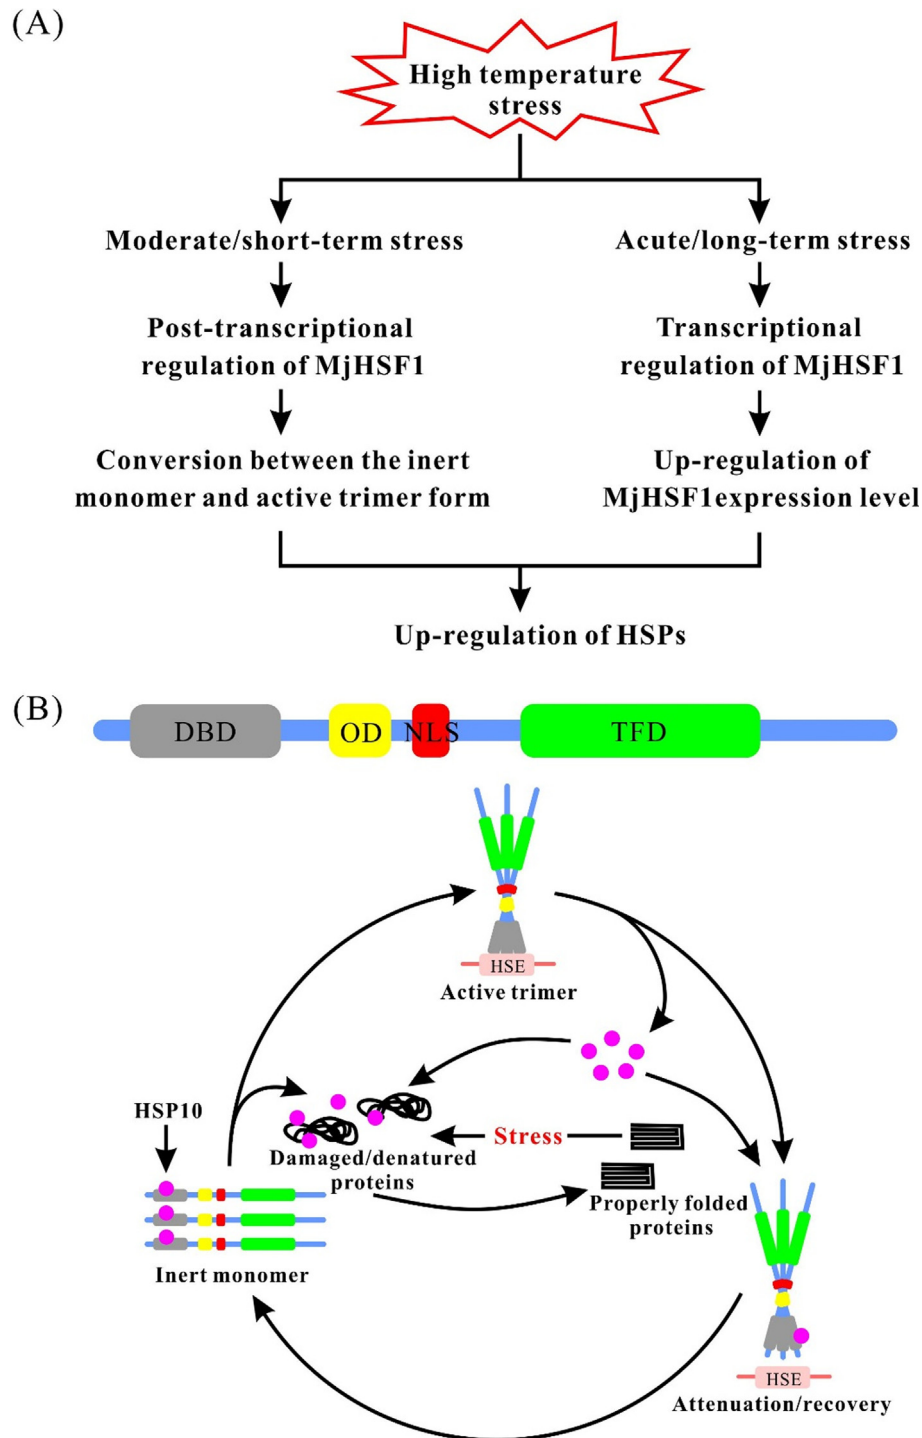 (A)
High temperature
stress
Moderate/short-term stress
Acute/long-term stress
Post-transcriptional
regulation of MjHSF1
Transcriptional
regulation of MjHSF1
Conversion between the inert
monomer and active trimer form
Up-regulation of
MjHSF1expression level
Up-regulation of HSPs
(B)
DBD
OD
NLS
TFD
HSE
Active trimer
HSP10
Stress
Damaged/denatured
proteins
Properly folded
proteins
Inert monomer
HSE
Attenuation/recovery